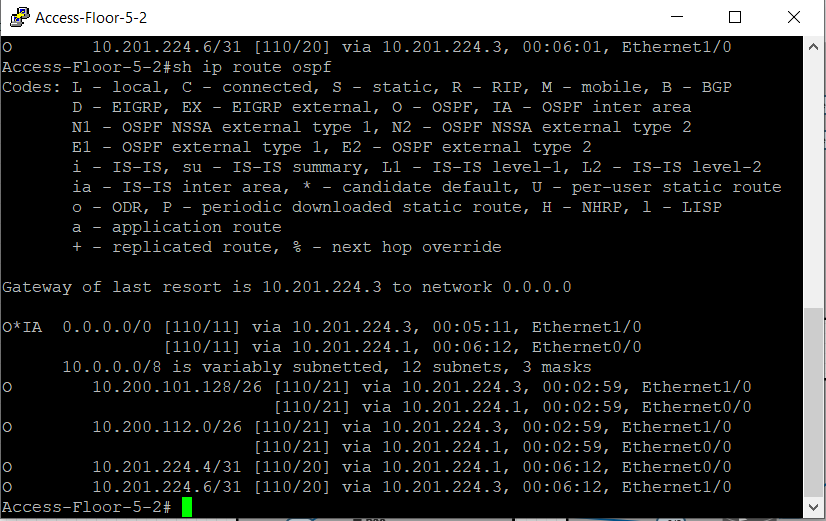 Access-Floor-5-2
O        10.201.224.6/31 [110/20] via 10.201.224.3, 00:06:01, Ethernet1/0
Access-Floor-5-2#sh ip route ospf
Codes: L - local, C - connected, S - static, R - RIP, M - mobile, B - BGP
       D - EIGRP, EX - EIGRP external, O - OSPF, IA - OSPF inter area
       N1 - OSPF NSSA external type 1, N2 - OSPF NSSA external type 2
       E1 - OSPF external type 1, E2 - OSPF external type 2
       i - IS-IS, su - IS-IS summary, L1 - IS-IS level-1, L2 - IS-IS level-2
       ia - IS-IS inter area, * - candidate default, U - per-user static route
       o - ODR, P - periodic downloaded static route, H - NHRP, l - LISP
       a - application route
       + - replicated route, % - next hop override
Gateway of last resort is 10.201.224.3 to network 0.0.0.0
O*IA  0.0.0.0/0 [110/11] via 10.201.224.3, 00:05:11, Ethernet1/0
                [110/11] via 10.201.224.1, 00:06:12, Ethernet0/0
      10.0.0.0/8 is variably subnetted, 12 subnets, 3 masks
O        10.200.101.128/26 [110/21] via 10.201.224.3, 00:02:59, Ethernet1/0
                           [110/21] via 10.201.224.1, 00:02:59, Ethernet0/0
O        10.200.112.0/26 [110/21] via 10.201.224.3, 00:02:59, Ethernet1/0
                         [110/21] via 10.201.224.1, 00:02:59, Ethernet0/0
O        10.201.224.4/31 [110/20] via 10.201.224.1, 00:06:12, Ethernet0/0
O        10.201.224.6/31 [110/20] via 10.201.224.3, 00:06:12, Ethernet1/0
Access-Floor-5-2#